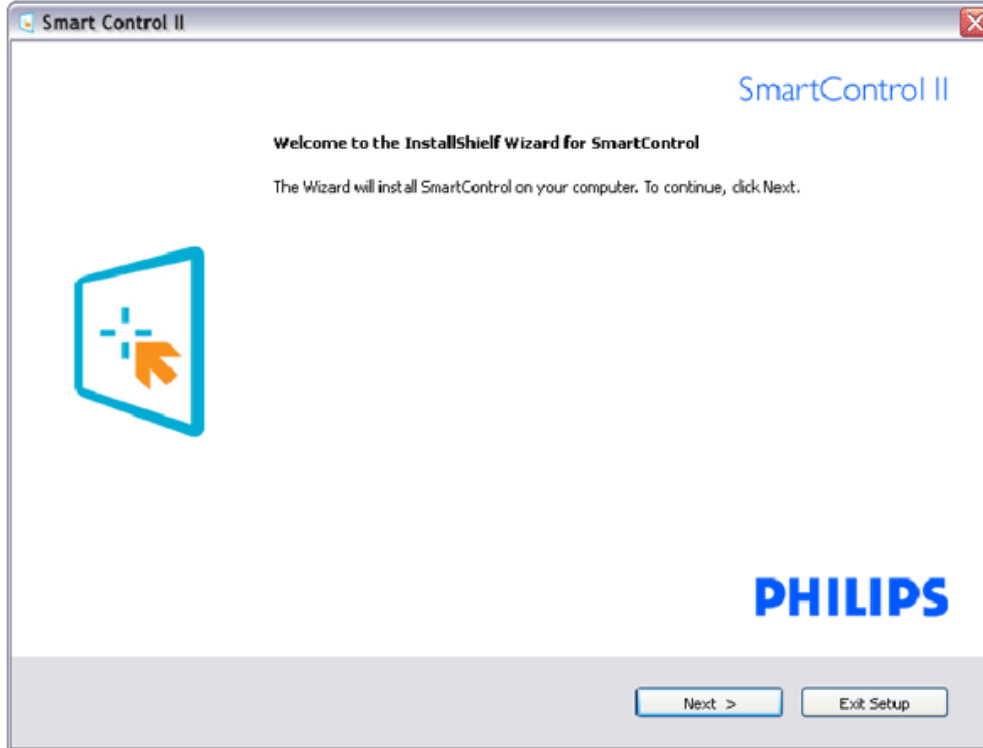 Smart Control II
SmartControl II
Welcome to the InstallShielf Wizard for SmartControl
The Wizard will install SmartControl on your computer. To continue, click Next.
PHILIPS
Next >
Exit Setup